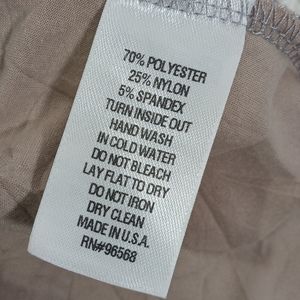 70% POLYESTER
25% NYLON
5% SPANDEX
TURN INSIDE OUT
HAND WASH
IN COLD WATER
DO NOT BLEACH
LAY FLAT TO DRY
DO NOT IRON
DRY CLEAN
MADE IN U.S.A.
RN#96568